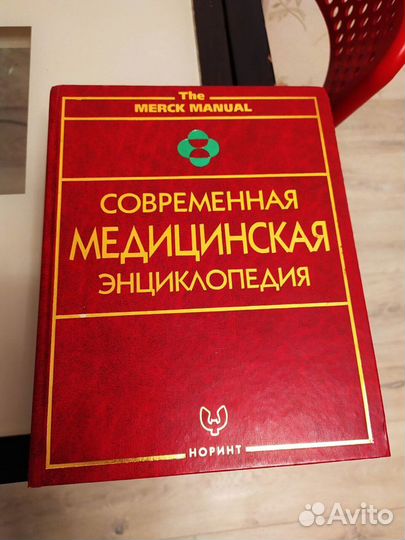 The
MERCK MANUAL
СОВРЕМЕННАЯ
МЕДИЦИНСКАЯ
ЭНЦИКЛОПЕДИЯ
НОРИНТ
Avito